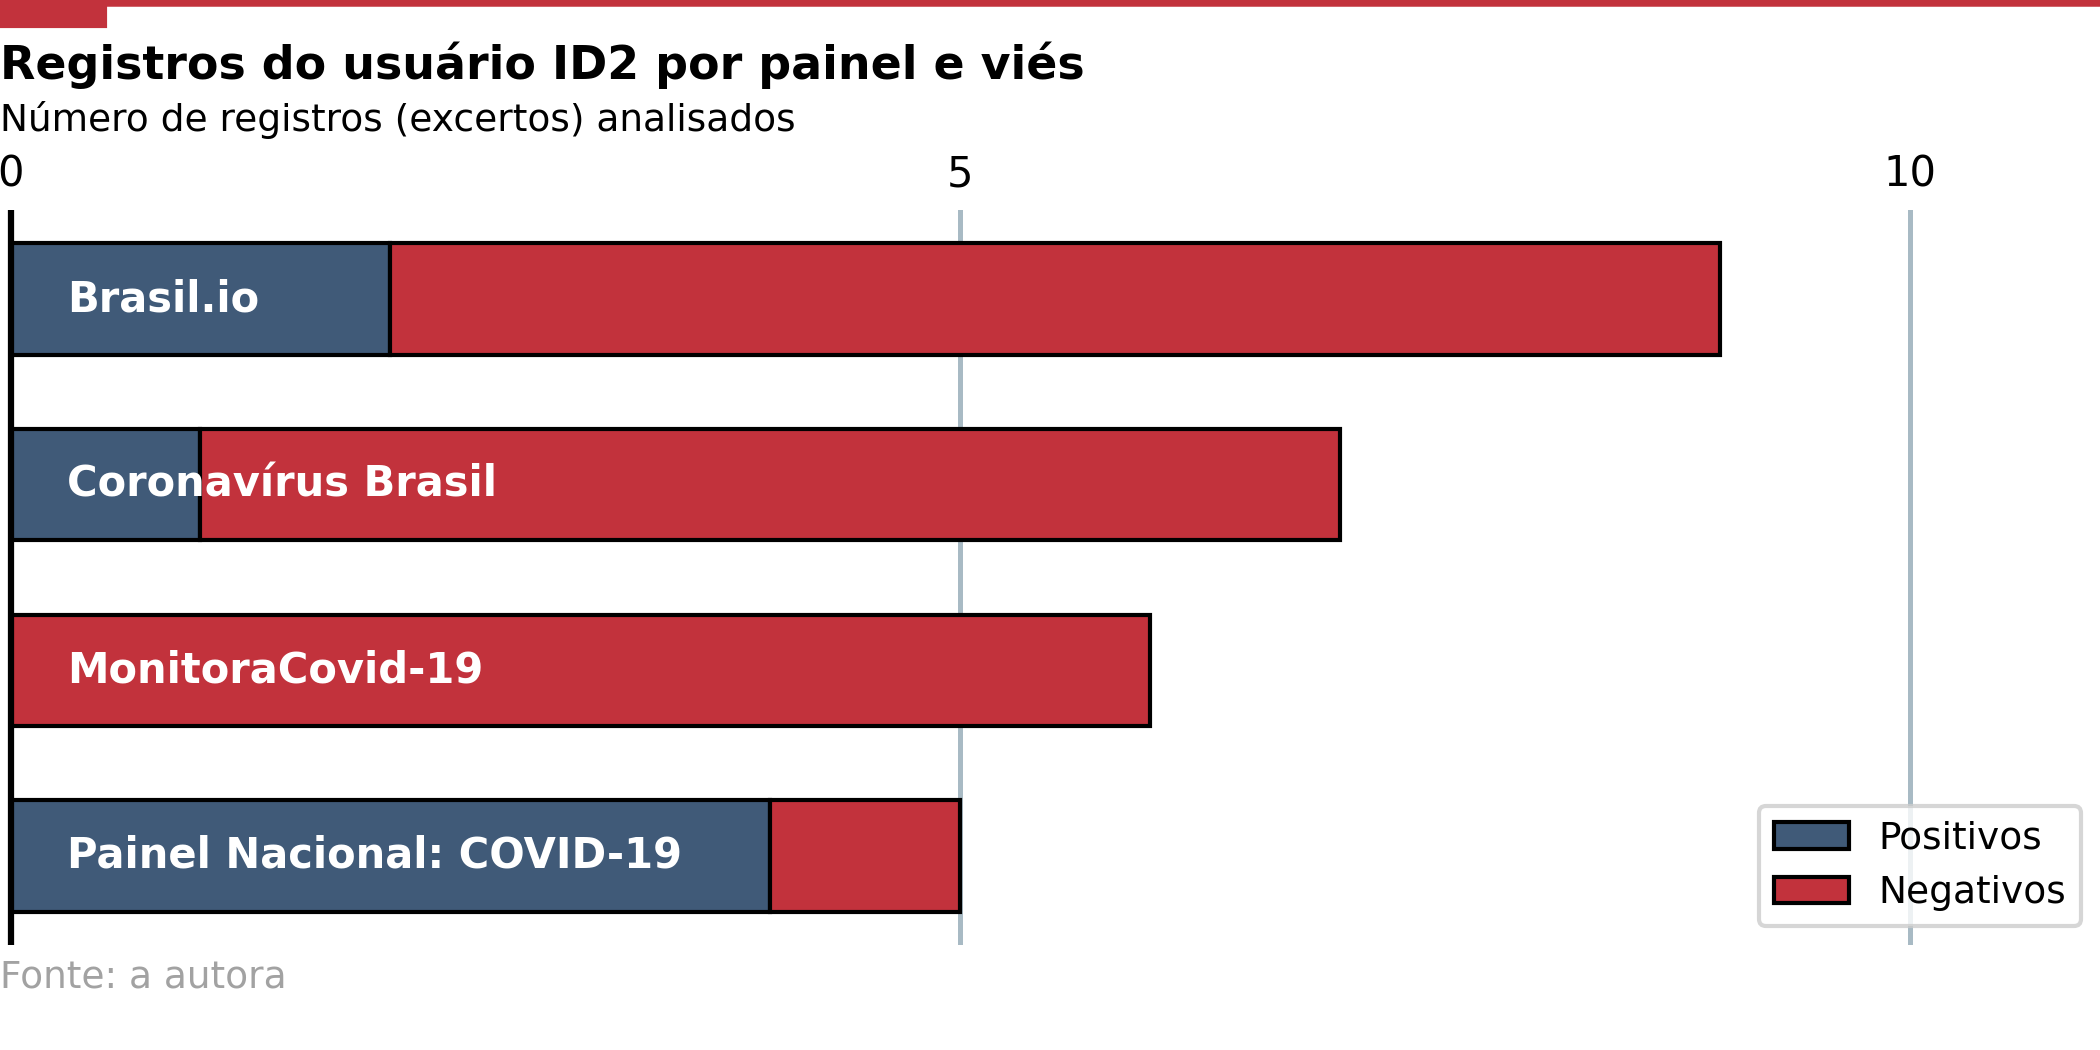 Registros do usuário ID2 por painel e viés
Número de registros (excertos) analisados
0 5 10
Brasil.io
Coronavírus Brasil
MonitoraCovid-19
Painel Nacional: COVID-19
Positivos
Negativos
Fonte: a autora